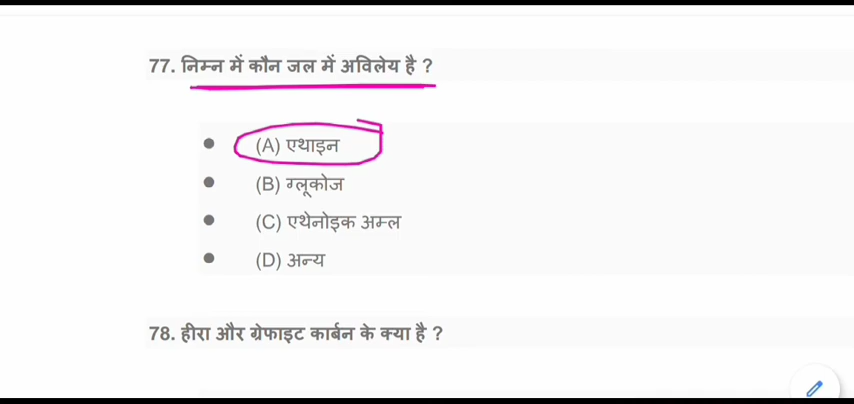 77. निम्न में कौन जल में अविलेय है ?
(A) एथाइन
(B) ग्लूकोज
(C) एथेनोइक अम्ल
(D) अन्य
78. हीरा और ग्रेफाइट कार्बन के क्या है ?